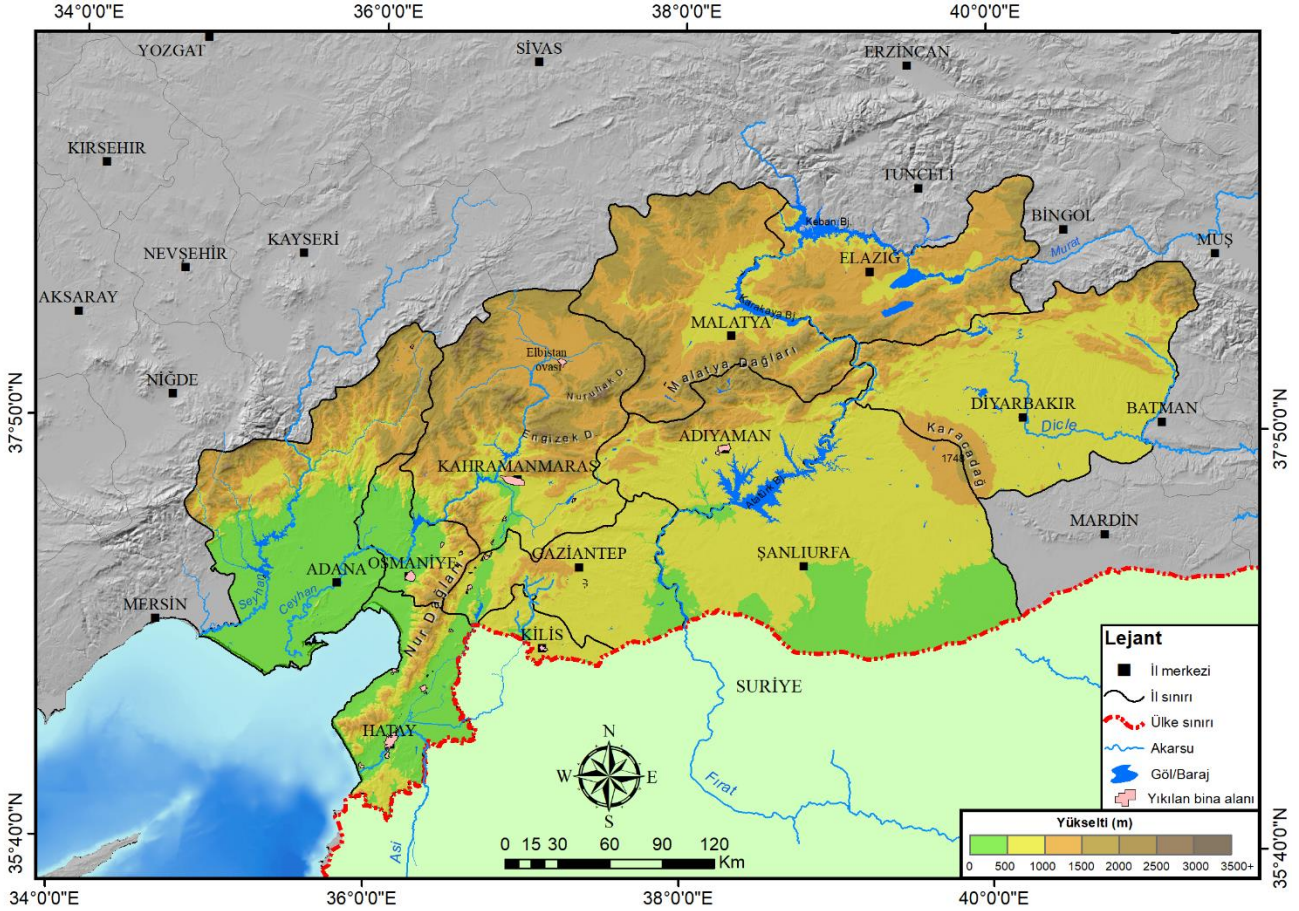 34°0'0"E
36°0'0"E
38°0'0"E
40°0'0"E
YOZGAT
SİVAS
ERZİNCAN
KIRŞEHIR
TUNCELİ
BİNGOL
KAYSERİ
NEVŞEHİR
Keban Bj.
ELAZIĞ
Murat
MUŞ
AKSARAY
Karakaya Bj.
MALATYA
Elbistan
ovası
Malatya Dağları
Nuruhak D.
NİĞDE
37°50'0"N
37°50'0"N
DİYARBAKIR
BATMAN
Dicle
Engizek D.
ADIYAMAN
Karacadağ
KAHRAMANMARAŞ
Atatürk Bj.
MARDİN
GAZİANTEP
ŞANLIURFA
OSMANİYE
ADANA
Seyhan
Ceyhan
Nur Dağları
MERSİN
KİLİS
SURİYE
HATAY
Fırat
Asi
N
W
E
S
0 15 30 60 90 120
Km
Lejant
İl merkezi
İl sınırı
Ülke sınırı
Akarsu
Göl/Baraj
Yıkılan bina alanı
Yükselti (m)
0 500 1000 1500 2000 2500 3000 3500+
35°40'0"N
35°40'0"N
34°0'0"E
36°0'0"E
38°0'0"E
40°0'0"E